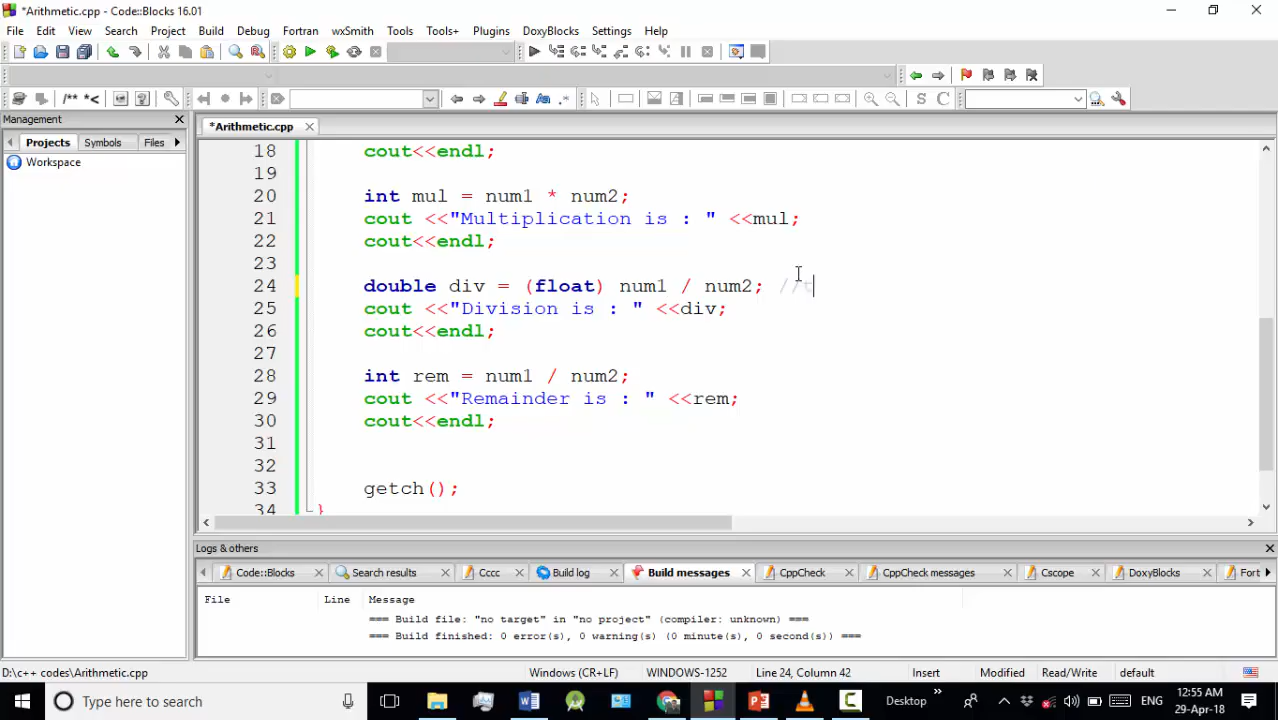 *Arithmetic.cpp - Code::Blocks 16.01
File Edit View Search Project Build Debug Fortran wxSmith Tools Tools+ Plugins DoxyBlocks Settings Help
/** *< S C
Management
*Arithmetic.cpp
Projects Symbols Files
Workspace
18 cout<<endl;
19
20 int mul = num1 * num2;
21 cout <<"Multiplication is : " <<mul;
22 cout<<endl;
23
24 double div = (float) num1 / num2; //t
25 cout <<"Division is : " <<div;
26 cout<<endl;
27
28 int rem = num1 / num2;
29 cout <<"Remainder is : " <<rem;
30 cout<<endl;
31
32
33 getch();
34 }
Logs & others
Code::Blocks Search results Cccc Build log Build messages CppCheck CppCheck messages Cscope DoxyBlocks Fort
File Line Message
=== Build file: "no target" in "no project" (compiler: unknown) ===
=== Build finished: 0 error(s), 0 warning(s) (0 minute(s), 0 second(s)) ===
D:\c++ codes\Arithmetic.cpp Windows (CR+LF) WINDOWS-1252 Line 24, Column 42 Insert Modified Read/Write default
Type here to search Desktop » ENG 12:55 AM
29-Apr-18